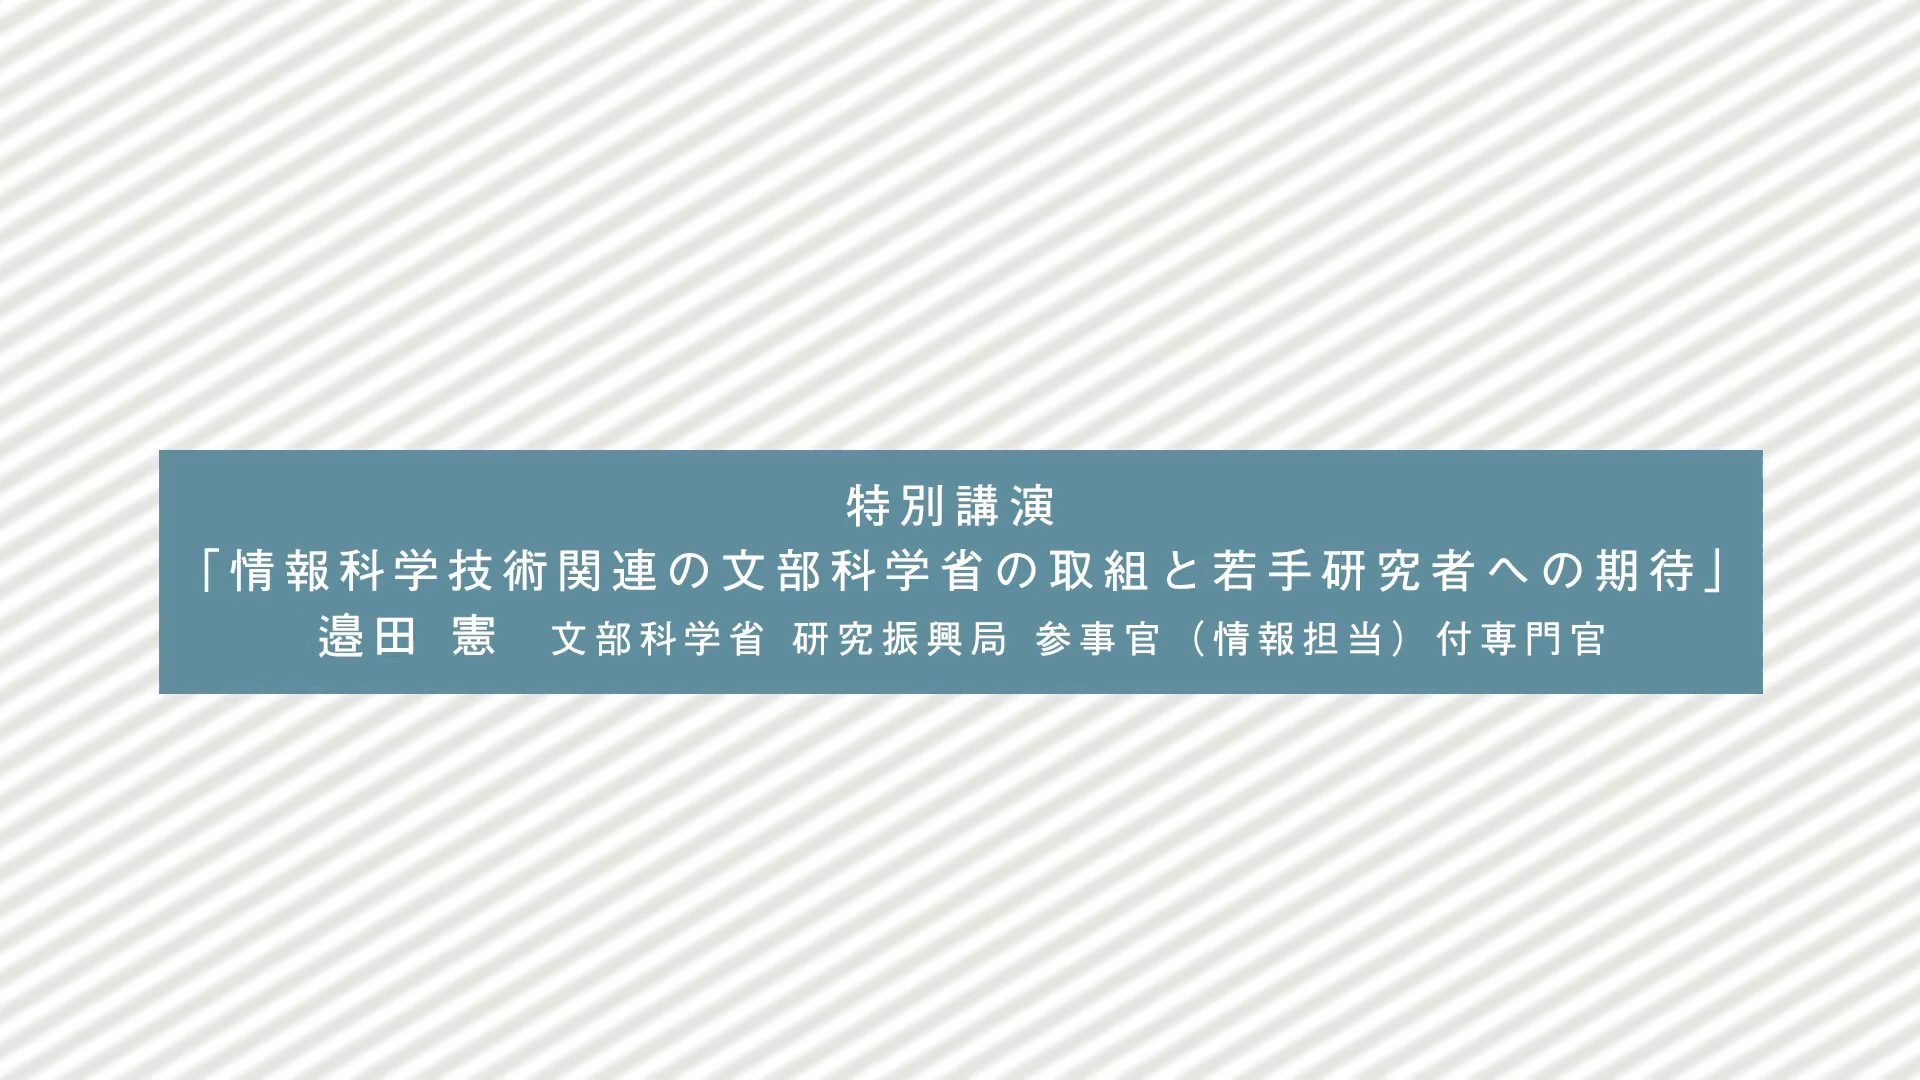 特別講演
「情報科学技術関連の文部科学省の取組と若手研究者への期待」
邉田 憲 文部科学省 研究振興局 参事官（情報担当）付専門官